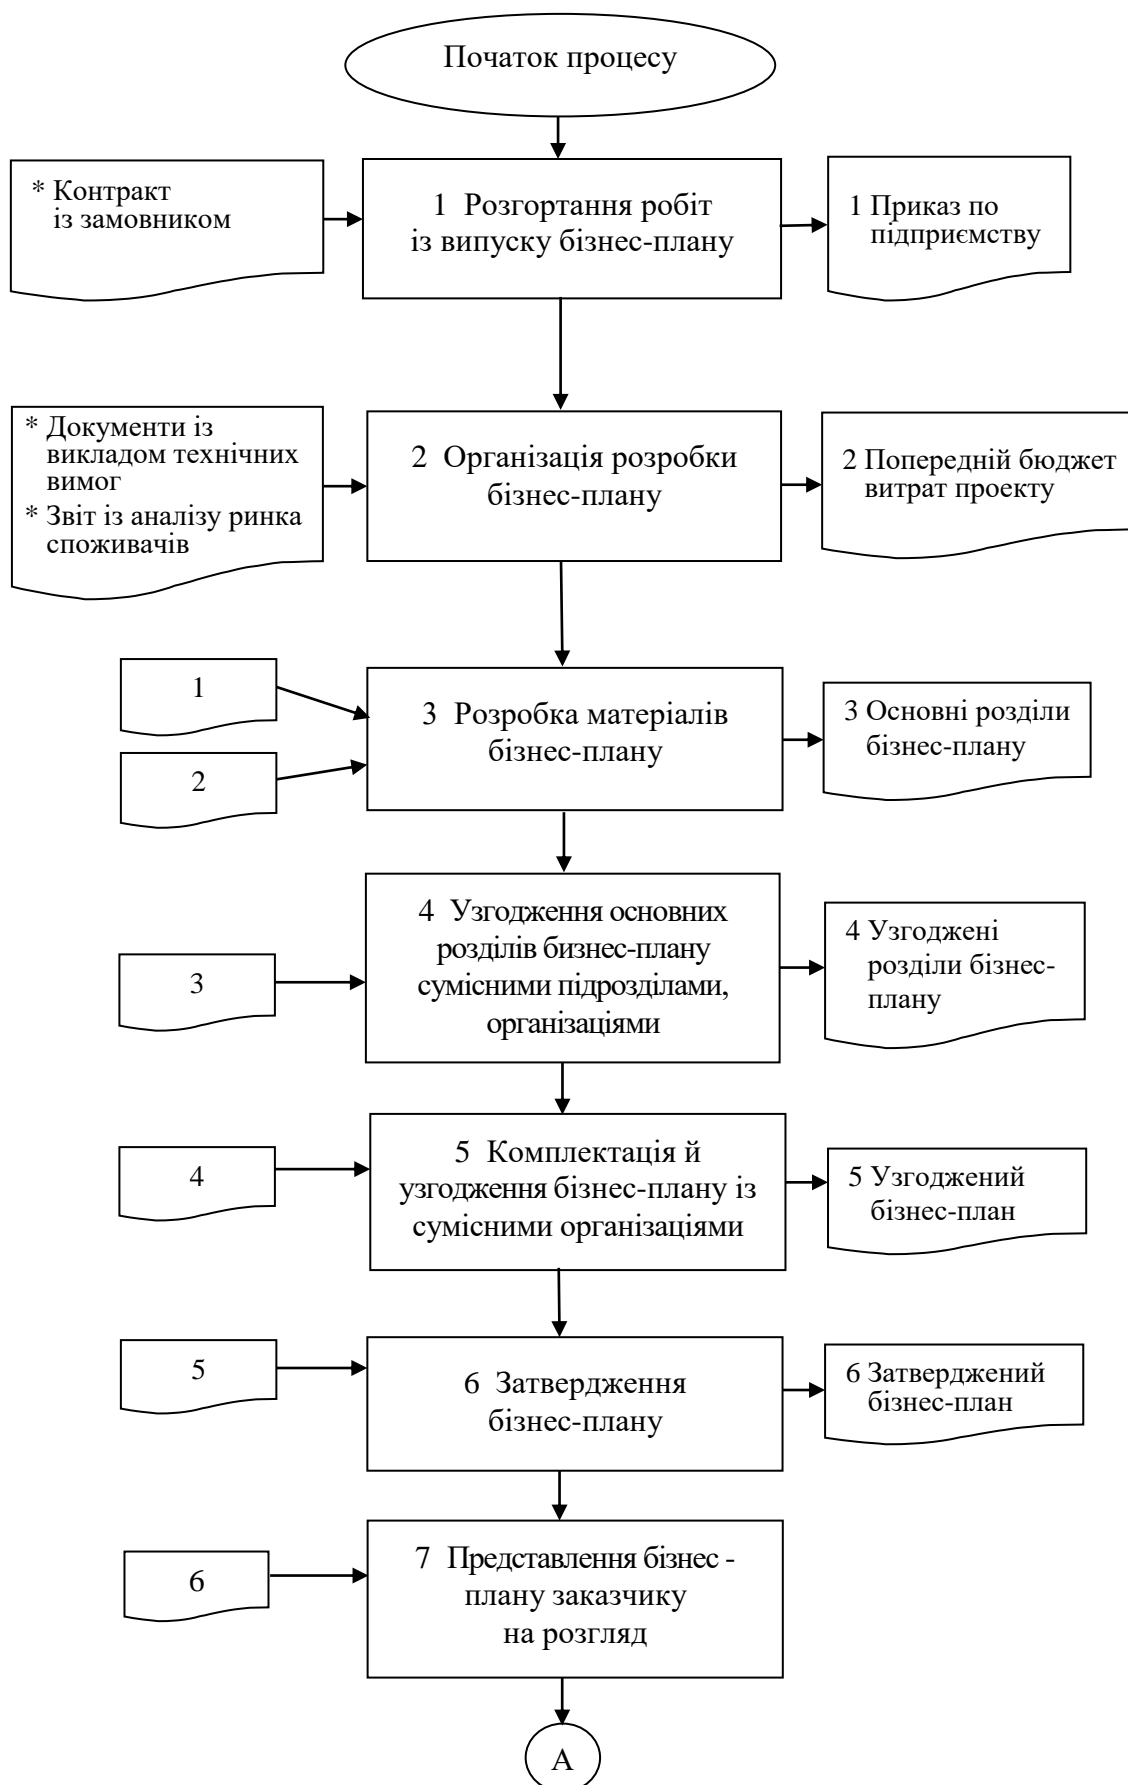 Початок процесу
* Контракт
із замовником
1 Розгортання робіт
із випуску бізнес-плану
1 Приказ по
підприємству
* Документи із
викладом технічних
вимог
* Звіт із аналізу ринка
споживачів
2 Організація розробки
бізнес-плану
2 Попередній бюджет
витрат проекту
1
2
3 Розробка матеріалів
бізнес-плану
3 Основні розділи
бізнес-плану
3
4 Узгодження основних
розділів бизнес-плану
сумісними підрозділами,
організаціями
4 Узгоджені
розділи бізнес-
плану
4
5 Комплектація й
узгодження бізнес-плану із
сумісними організаціями
5 Узгоджений
бізнес-план
5
6 Затвердження
бізнес-плану
6 Затверджений
бізнес-план
6
7 Представлення бізнес -
плану заказчику
на розгляд
А